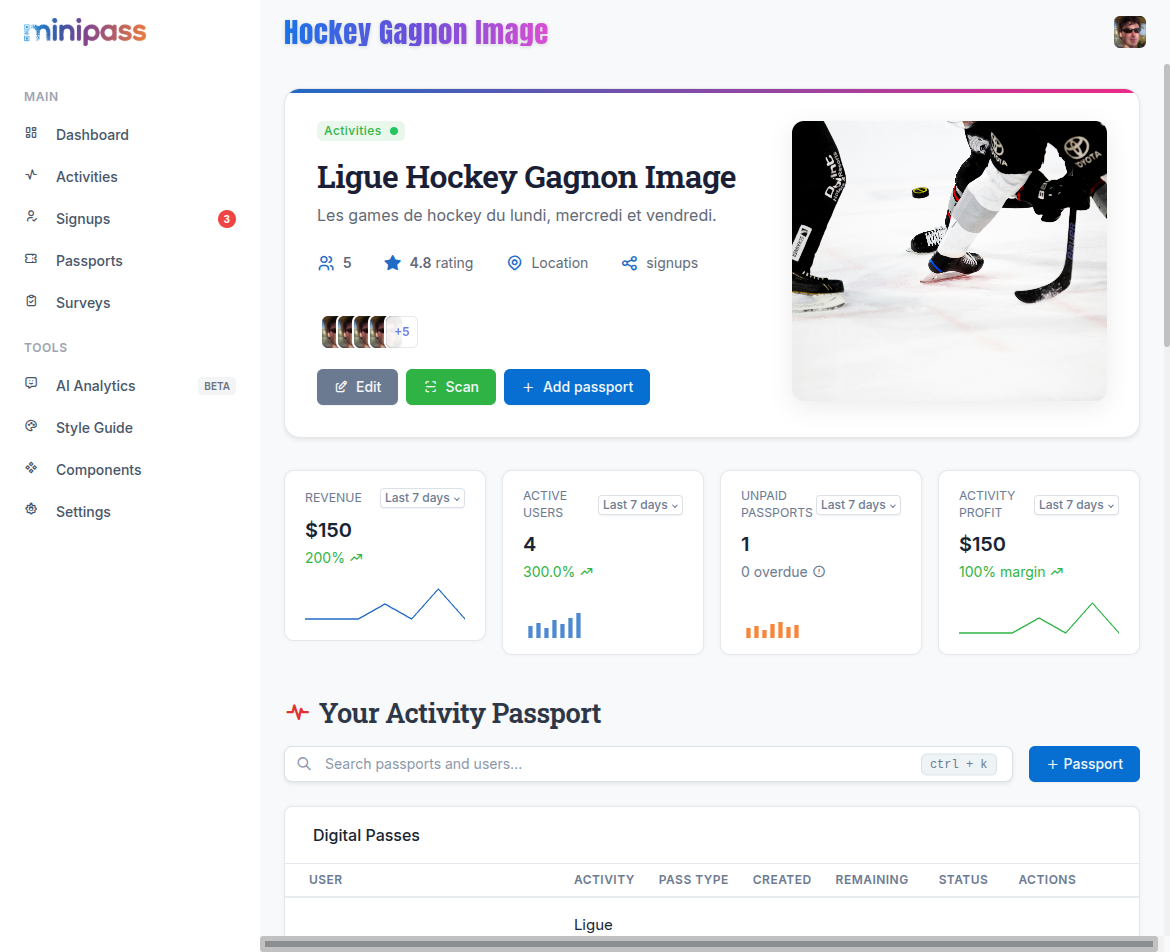 minipass
Hockey Gagnon Image
MAIN
Dashboard
Activities
Signups 3
Passports
Surveys
TOOLS
AI Analytics BETA
Style Guide
Components
Settings
Activities
Ligue Hockey Gagnon Image
Les games de hockey du lundi, mercredi et vendredi.
5 4.8 rating Location signups
+5
Edit Scan + Add passport
TOYOTA
REVENUE Last 7 days
$150
200%
ACTIVE
USERS
Last 7 days
4
300.0%
UNPAID
PASSPORTS
Last 7 days
1
0 overdue
ACTIVITY
PROFIT
Last 7 days
$150
100% margin
Your Activity Passport
Search passports and users... ctrl + k
+ Passport
Digital Passes
USER ACTIVITY PASS TYPE CREATED REMAINING STATUS ACTIONS
Ligue